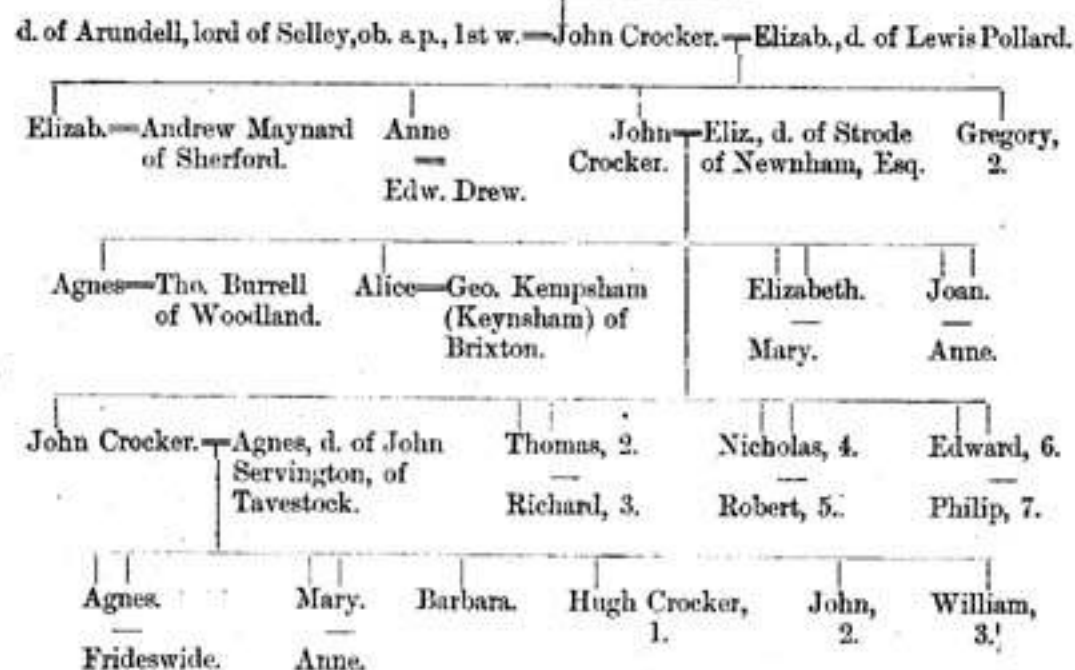 d. of Arundell, lord of Selley, ob. s.p., 1st w.=John Crocker.=Elizab., d. of Lewis Pollard.
Elizab.=Andrew Maynard of Sherford.
Anne
=
Edw. Drew.
John Crocker.=Eliz., d. of Strode of Newnham, Esq.
Gregory,
2.
Agnes=Tho. Burrell of Woodland.
Alice=Geo. Kempsham (Keynsham) of Brixton.
Elizabeth.
—
Mary.
Joan.
—
Anne.
John Crocker.=Agnes, d. of John Servington, of Tavestock.
Thomas, 2.
—
Richard, 3.
Nicholas, 4.
—
Robert, 5.
Edward, 6.
—
Philip, 7.
Agnes.
—
Frideswide.
Mary.
—
Anne.
Barbara.
Hugh Crocker,
1.
John,
2.
William,
3.